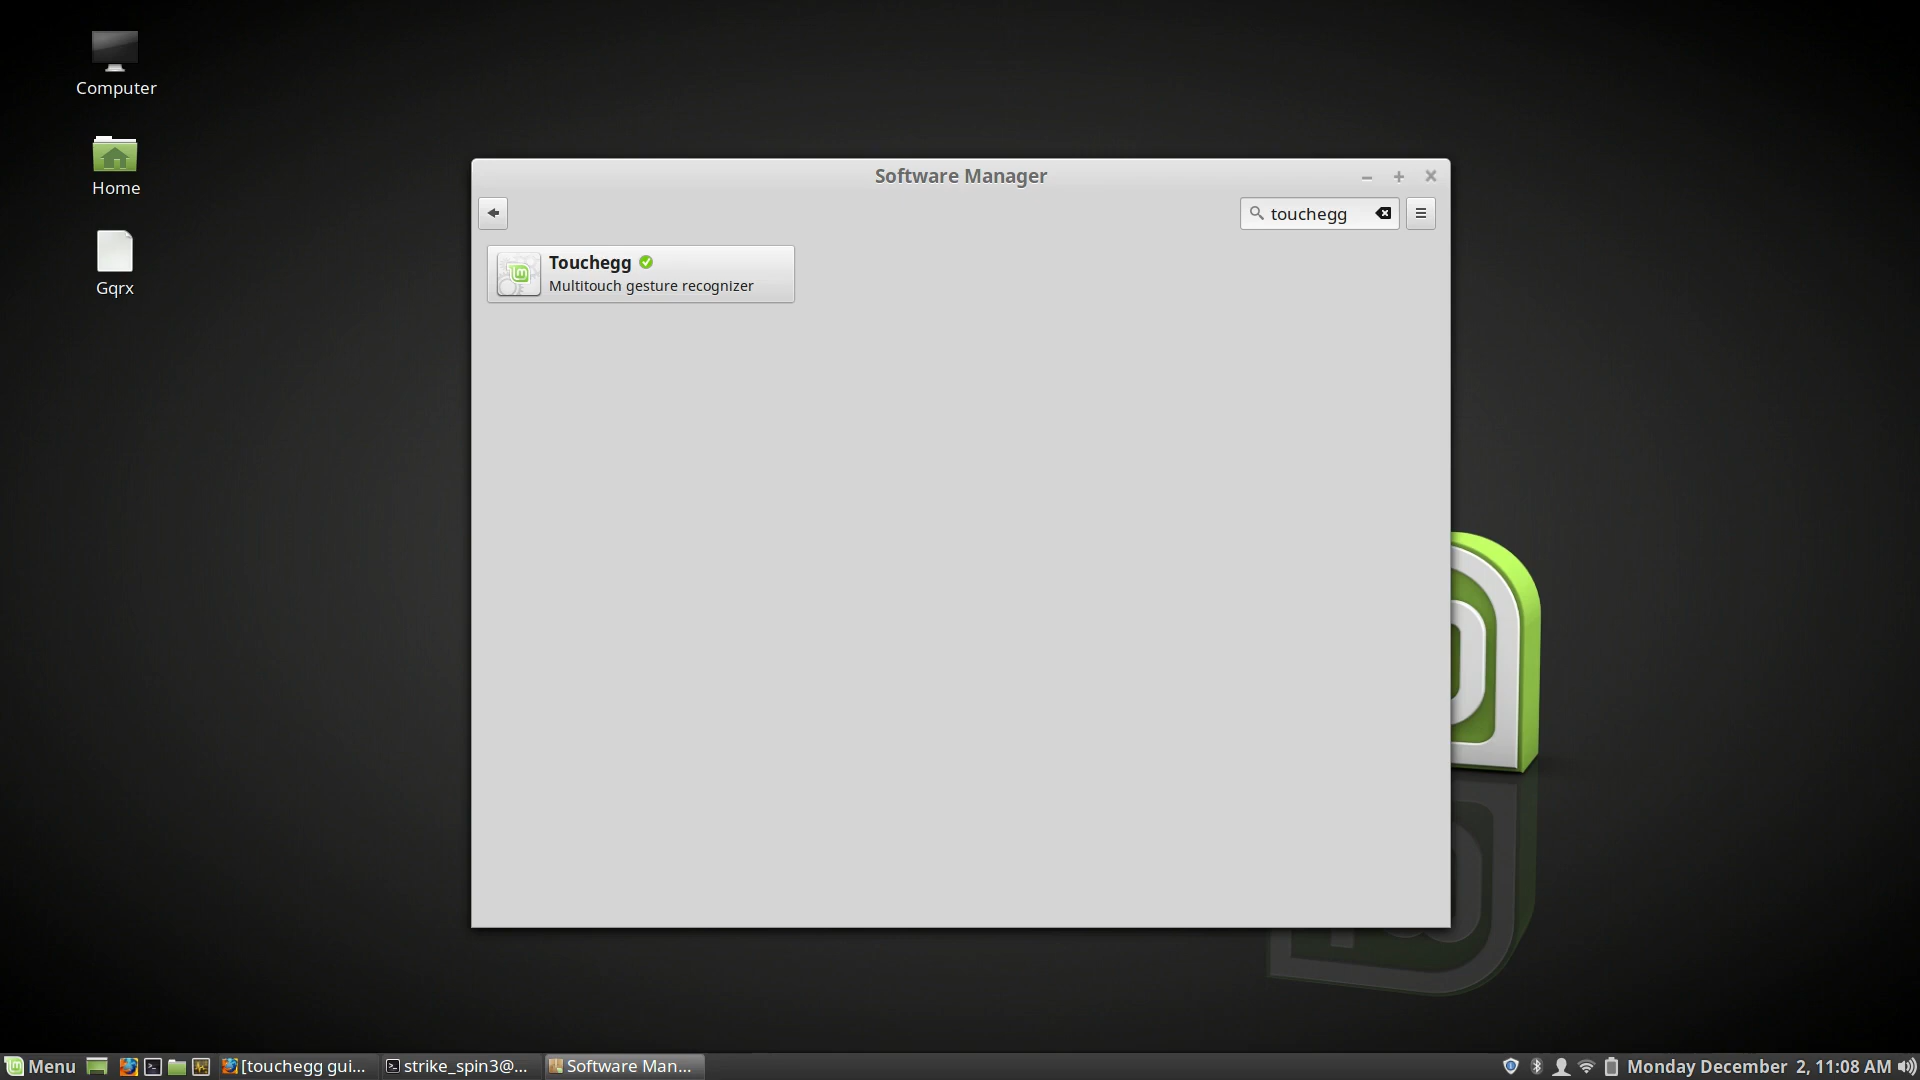 Computer
Home
Gqrx
Software Manager
touchegg
Touchegg
Multitouch gesture recognizer
Menu
[touchegg gui...
strike_spin3@...
Software Man...
Monday December 2, 11:08 AM